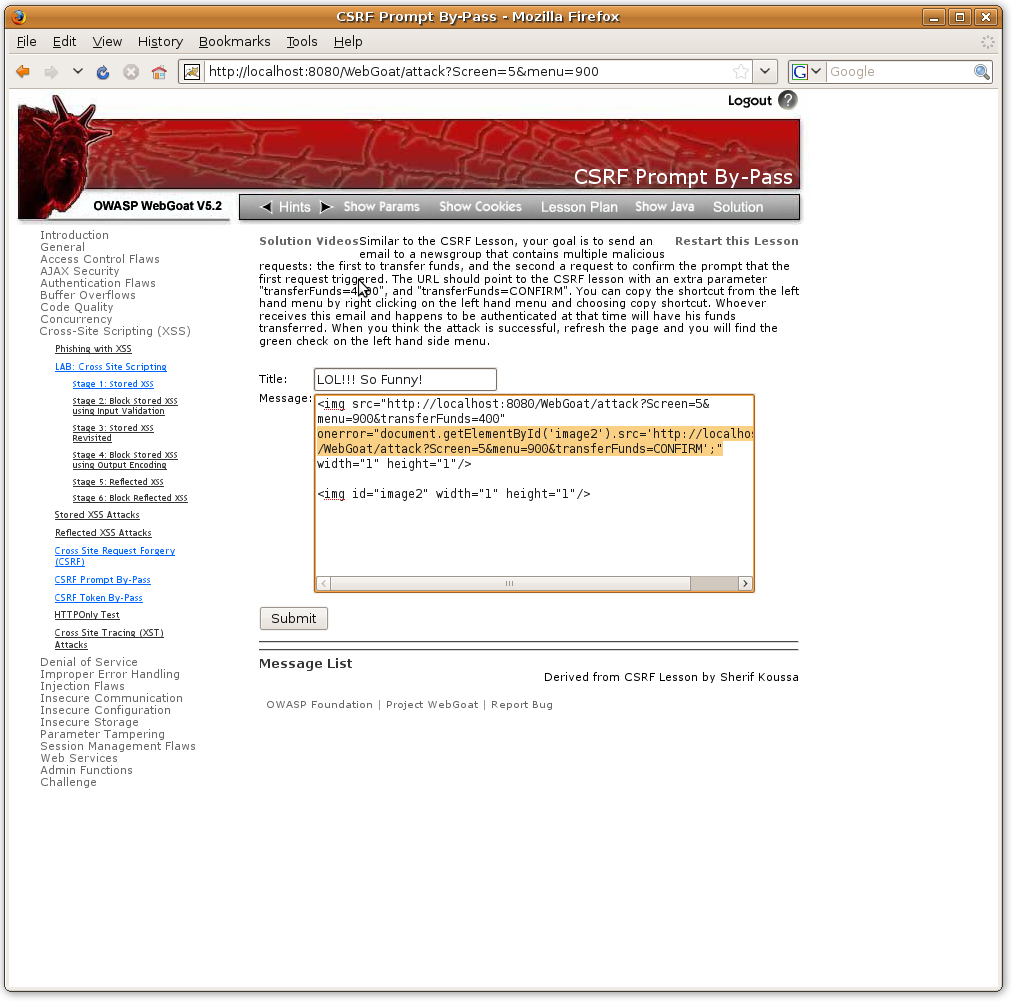 CSRF Prompt By-Pass - Mozilla Firefox
File Edit View History Bookmarks Tools Help
http://localhost:8080/WebGoat/attack?Screen=5&menu=900
G Google
Logout ?
CSRF Prompt By-Pass
OWASP WebGoat V5.2
Hints Show Params Show Cookies Lesson Plan Show Java Solution
Introduction
General
Access Control Flaws
AJAX Security
Authentication Flaws
Buffer Overflows
Code Quality
Concurrency
Cross-Site Scripting (XSS)
Phishing with XSS
LAB: Cross Site Scripting
Stage 1: Stored XSS
Stage 2: Block Stored XSS
using Input Validation
Stage 3: Stored XSS
Revisited
Stage 4: Block Stored XSS
using Output Encoding
Stage 5: Reflected XSS
Stage 6: Block Reflected XSS
Stored XSS Attacks
Reflected XSS Attacks
Cross Site Request Forgery
(CSRF)
CSRF Prompt By-Pass
CSRF Token By-Pass
HTTPOnly Test
Cross Site Tracing (XST)
Attacks
Denial of Service
Improper Error Handling
Injection Flaws
Insecure Communication
Insecure Configuration
Insecure Storage
Parameter Tampering
Session Management Flaws
Web Services
Admin Functions
Challenge
Solution Videos Similar to the CSRF Lesson, your goal is to send an Restart this Lesson
email to a newsgroup that contains multiple malicious
requests: the first to transfer funds, and the second a request to confirm the prompt that the
first request triggered. The URL should point to the CSRF lesson with an extra parameter
"transferFunds=4000", and "transferFunds=CONFIRM". You can copy the shortcut from the left
hand menu by right clicking on the left hand menu and choosing copy shortcut. Whoever
receives this email and happens to be authenticated at that time will have his funds
transferred. When you think the attack is successful, refresh the page and you will find the
green check on the left hand side menu.
Title: LOL!!! So Funny!
Message: <img src="http://localhost:8080/WebGoat/attack?Screen=5&
menu=900&transferFunds=400"
onerror="document.getElementById('image2').src='http://localhos
/WebGoat/attack?Screen=5&menu=900&transferFunds=CONFIRM';"
width="1" height="1"/>
<img id="image2" width="1" height="1"/>
Submit
Message List
Derived from CSRF Lesson by Sherif Koussa
OWASP Foundation | Project WebGoat | Report Bug